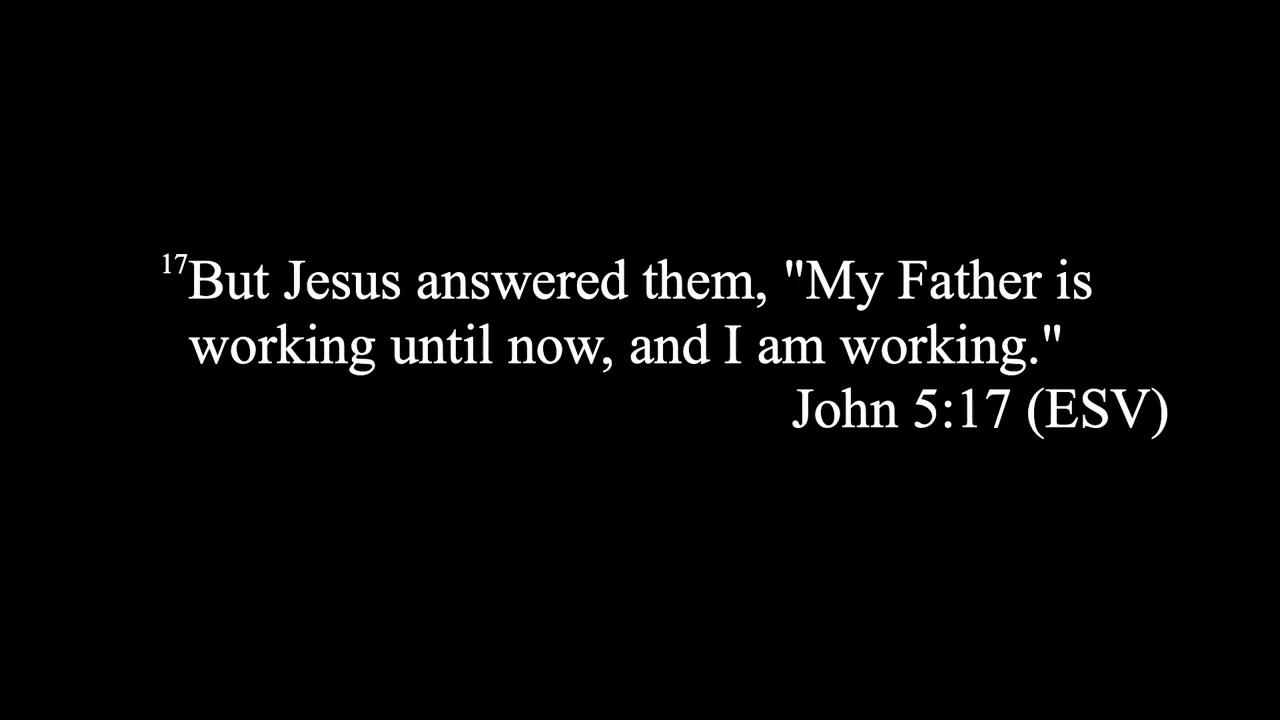 17But Jesus answered them, "My Father is
working until now, and I am working."
John 5:17 (ESV)